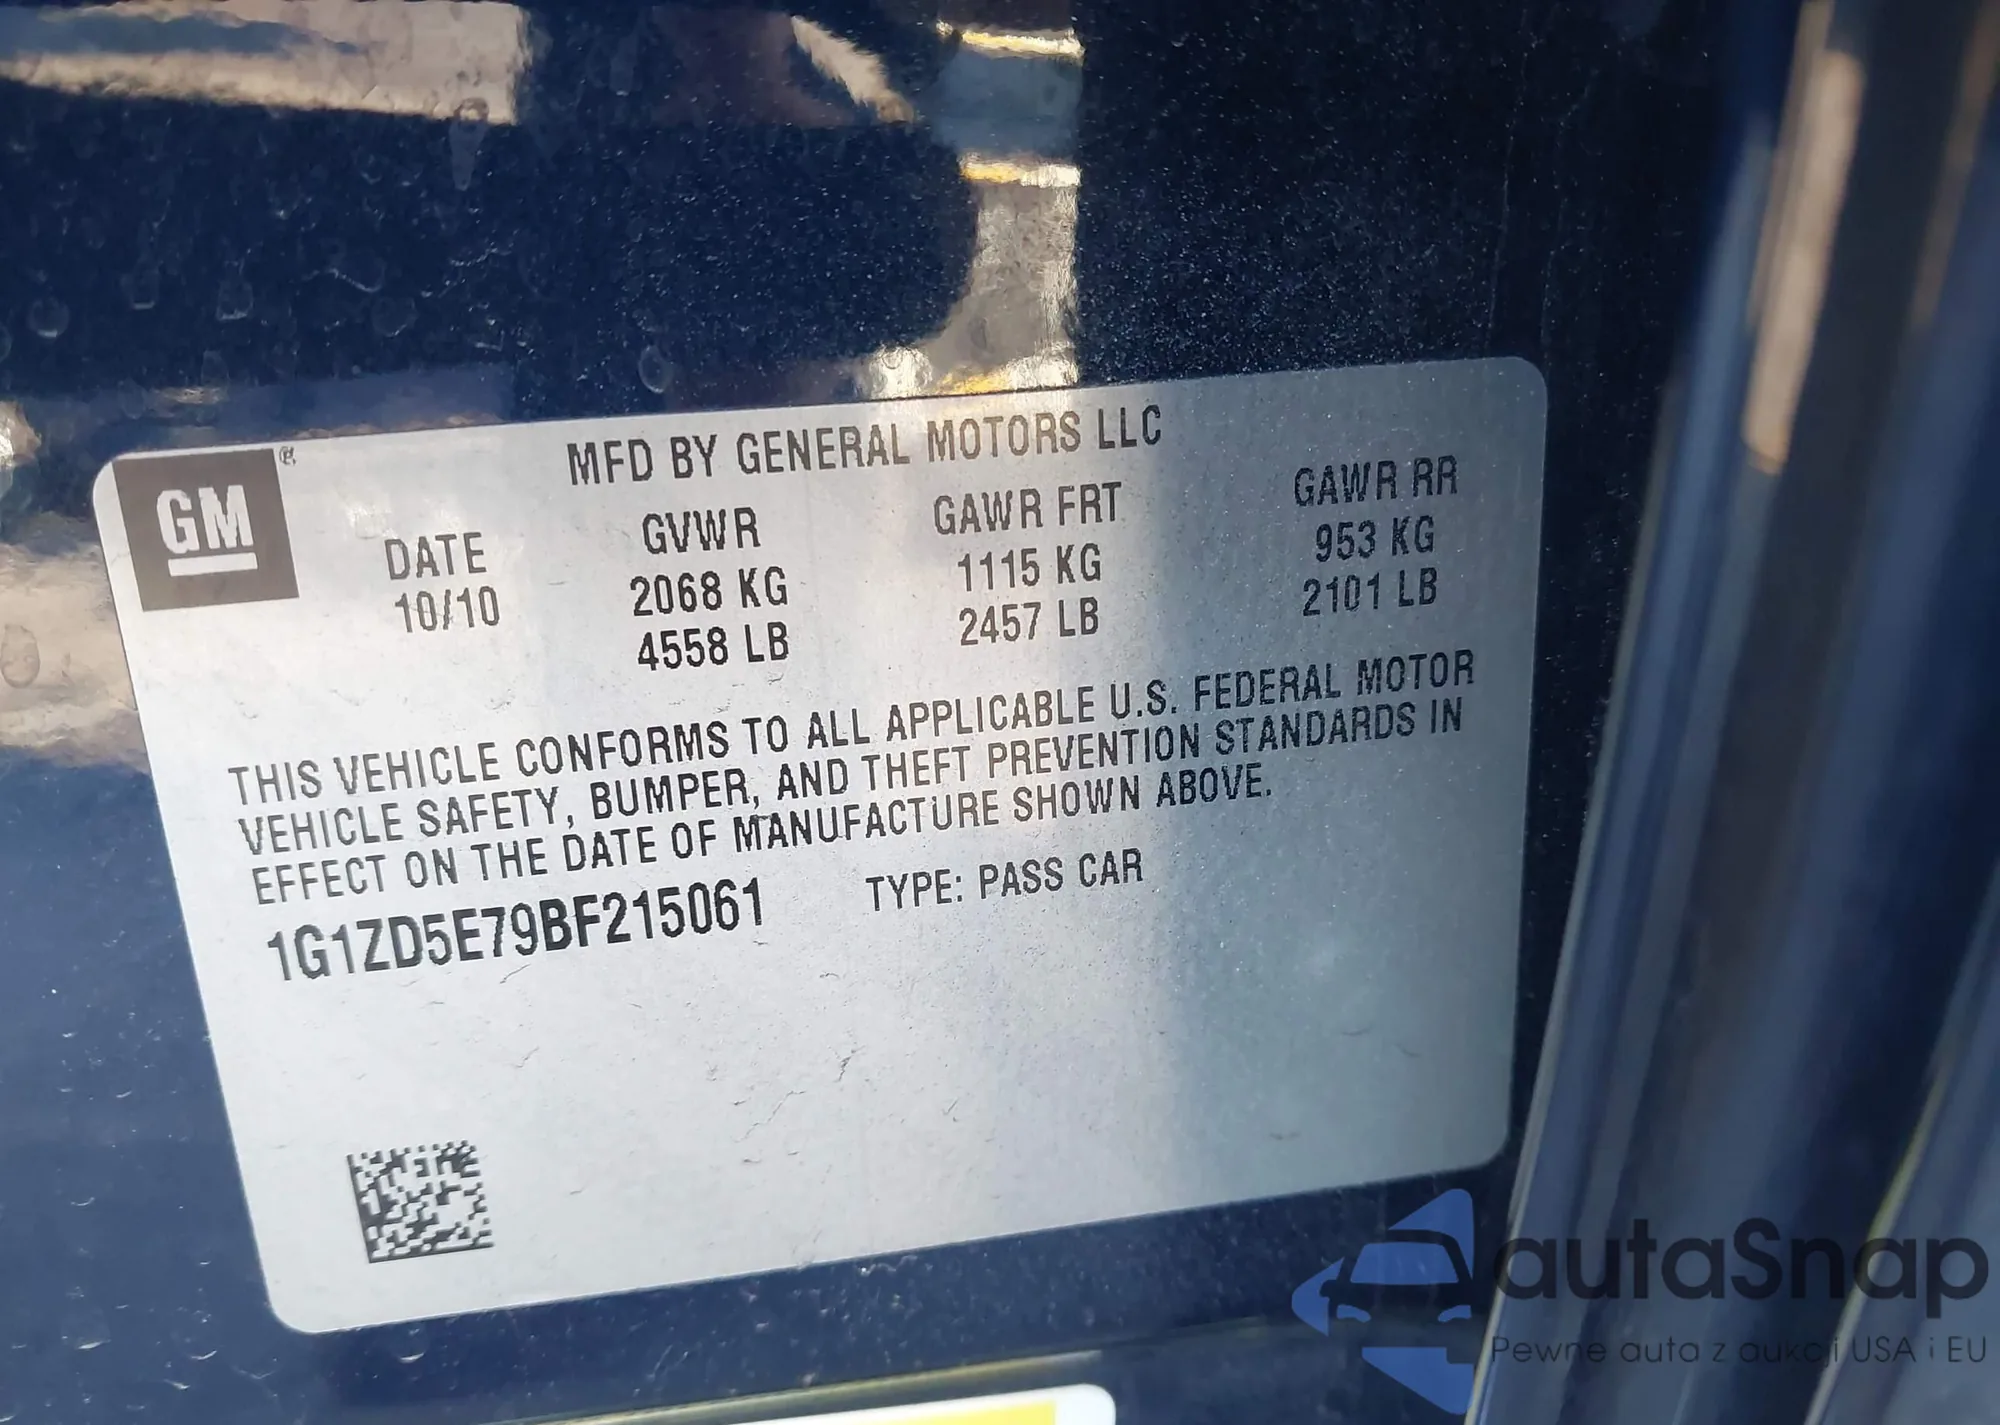 GM
MFD BY GENERAL MOTORS LLC
DATE GVWR GAWR FRT GAWR RR
10/10 2068 KG 1115 KG 953 KG
4558 LB 2457 LB 2101 LB
THIS VEHICLE CONFORMS TO ALL APPLICABLE U.S. FEDERAL MOTOR
VEHICLE SAFETY, BUMPER, AND THEFT PREVENTION STANDARDS IN
EFFECT ON THE DATE OF MANUFACTURE SHOWN ABOVE.
1G1ZD5E79BF215061 TYPE: PASS CAR
autaSnap
Pewne auta z aukcji USA i EU